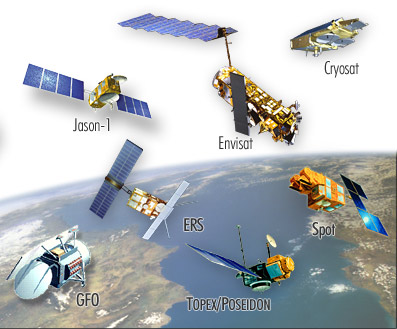 Cryosat
Jason-1
Envisat
ERS
Spot
GFO
TOPEX/POSEIDON